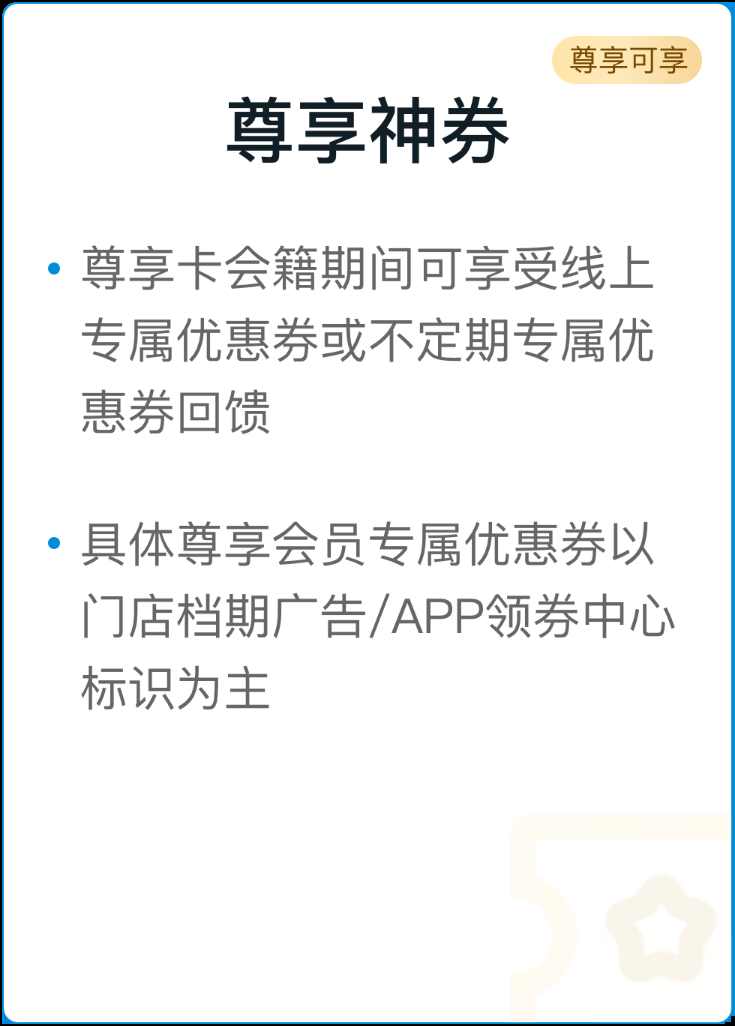 尊享可享
尊享神券
尊享卡会籍期间可享受线上
专属优惠券或不定期专属优
惠券回馈
具体尊享会员专属优惠券以
门店档期广告/APP领券中心
标识为主